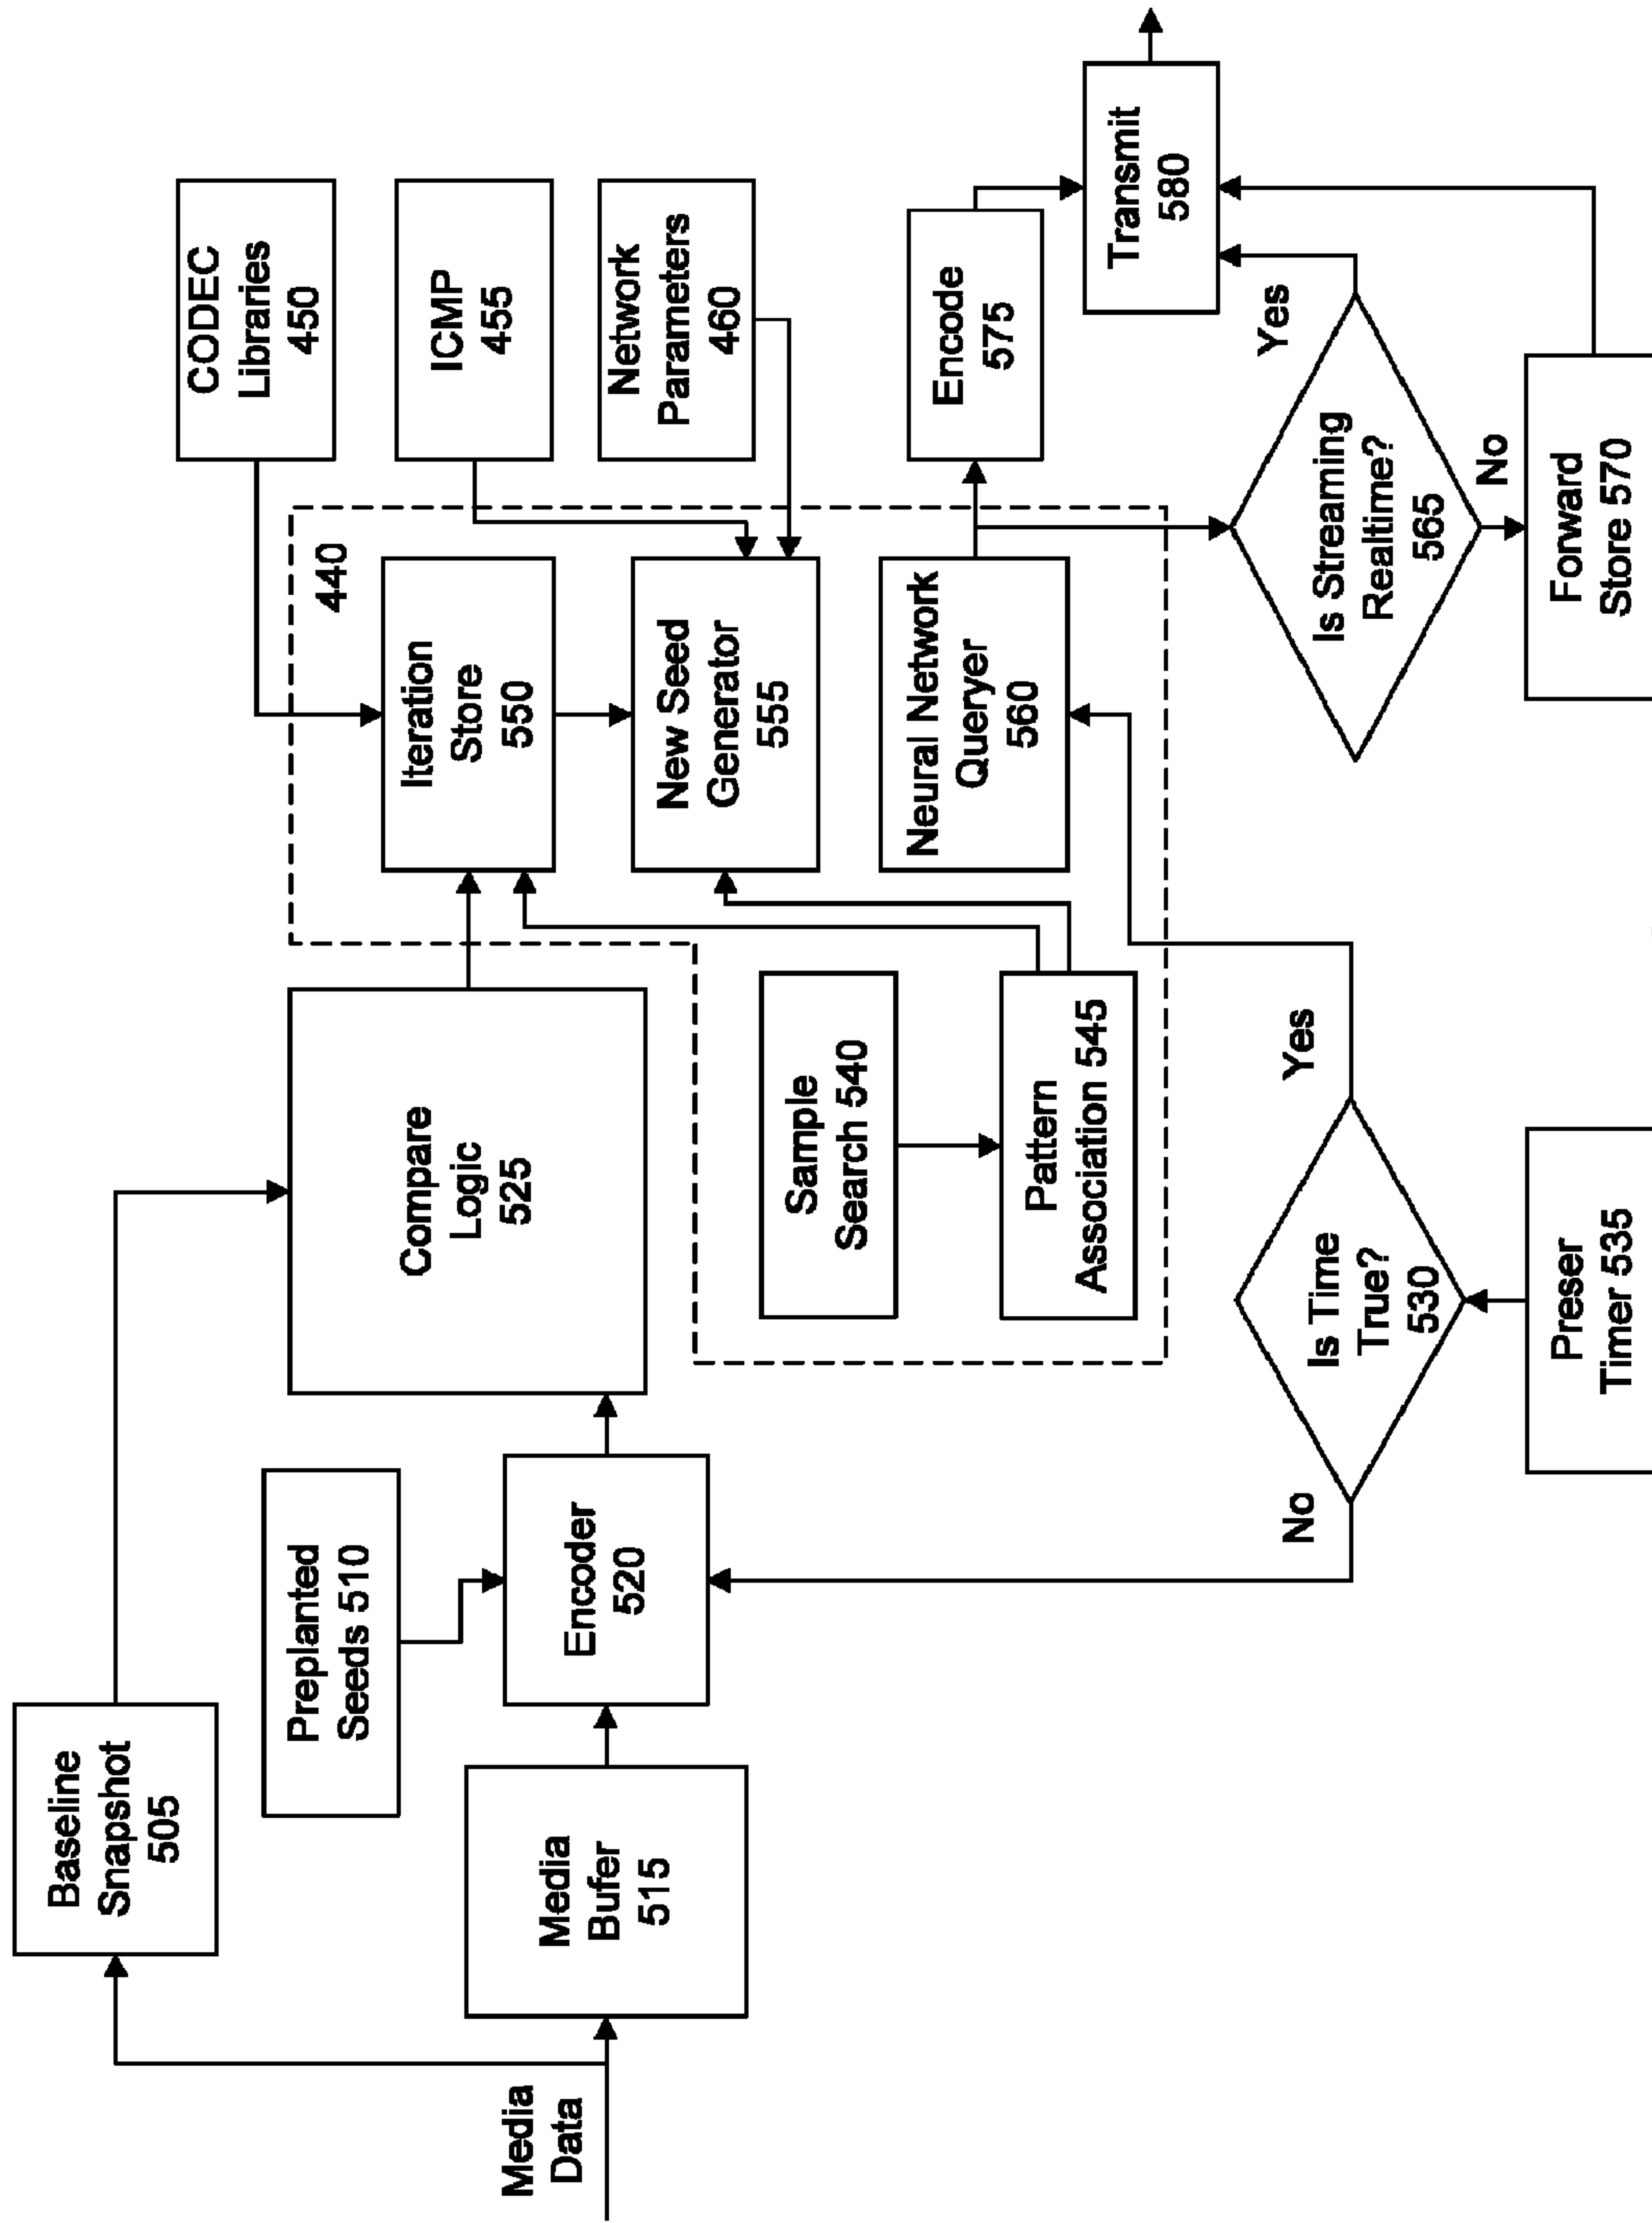 Media
Data
Baseline
Snapshot
505
Preplanted
Seeds 510
Media
Bufer
515
Encoder
520
Compare
Logic
525
Is Time
True?
530
No
Yes
Preser
Timer 535
Sample
Search 540
Pattern
Association 545
440
Iteration
Store
550
New Seed
Generator
555
Neural Network
Queryer
560
CODEC
Libraries
450
ICMP
455
Network
Parameters
460
Encode
575
Is Streaming
Realtime?
565
Yes
No
Forward
Store 570
Transmit
580